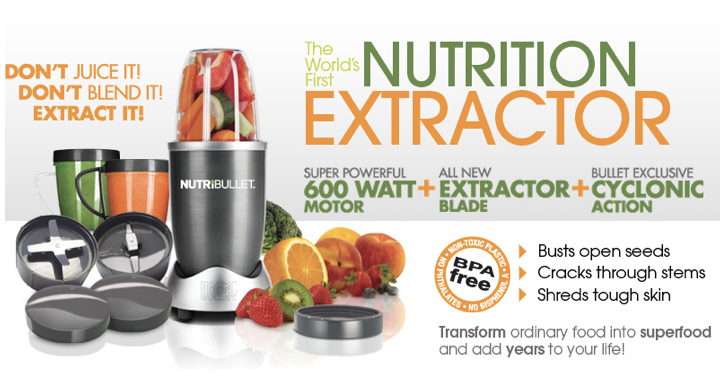 DON'T JUICE IT!
DON'T BLEND IT!
EXTRACT IT!
The
World's
First
NUTRITION
EXTRACTOR
SUPER POWERFUL
600 WATT
MOTOR
+
ALL NEW
EXTRACTOR
BLADE
+
BULLET EXCLUSIVE
CYCLONIC
ACTION
NUTRiBULLET.
NON-TOXIC PLASTIC • NO BISPHENOL A • NO PHTHALATES •
BPA
free
Busts open seeds
Cracks through stems
Shreds tough skin
Transform ordinary food into superfood
and add years to your life!